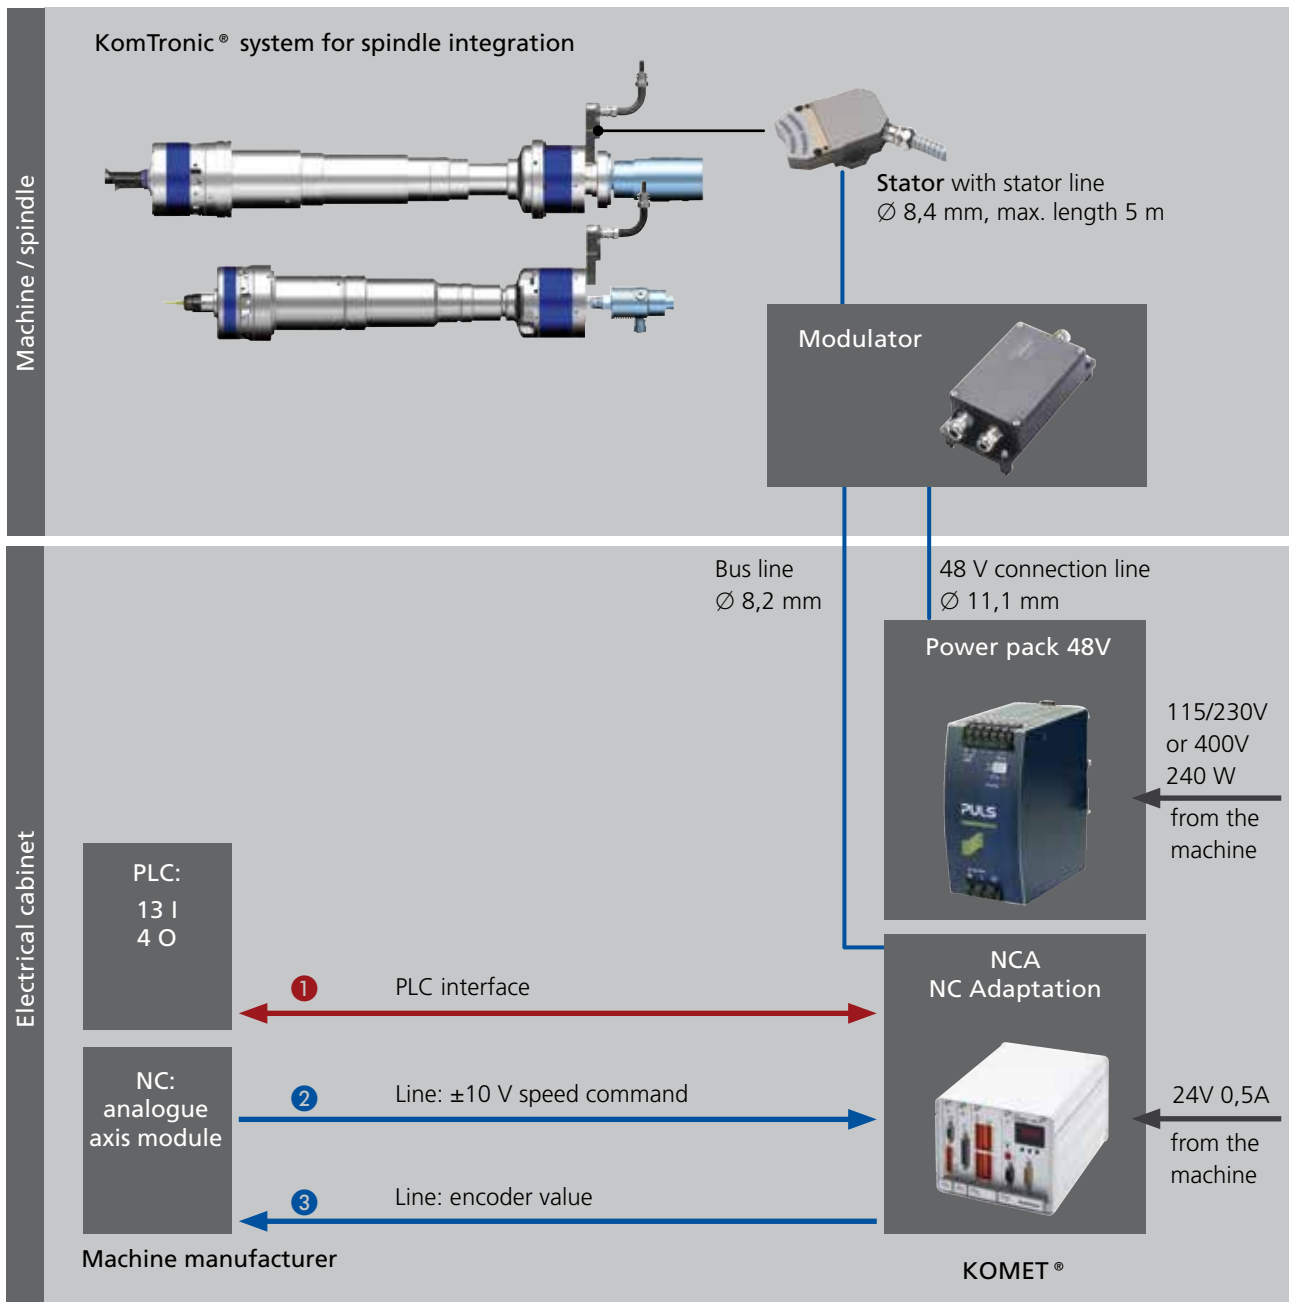 KomTronic® system for spindle integration
Machine / spindle
Stator with stator line
∅ 8,4 mm, max. length 5 m
Modulator
Bus line
∅ 8,2 mm
48 V connection line
∅ 11,1 mm
Power pack 48V
PULS
115/230V
or 400V
240 W
from the
machine
Electrical cabinet
PLC:
13 I
4 O
1 PLC interface
NCA
NC Adaptation
NC:
analogue
axis module
2 Line: ±10 V speed command
24V 0,5A
from the
machine
3 Line: encoder value
Machine manufacturer
KOMET®